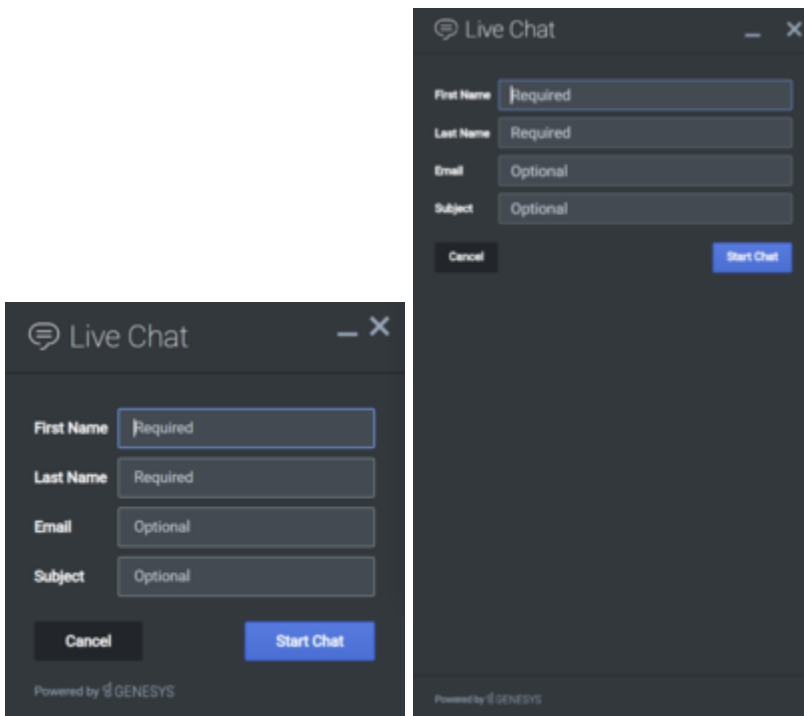 Live Chat
First Name Required
Last Name Required
Email Optional
Subject Optional
Cancel Start Chat
Powered by GENESYS
Live Chat
First Name Required
Last Name Required
Email Optional
Subject Optional
Cancel Start Chat
Powered by GENESYS